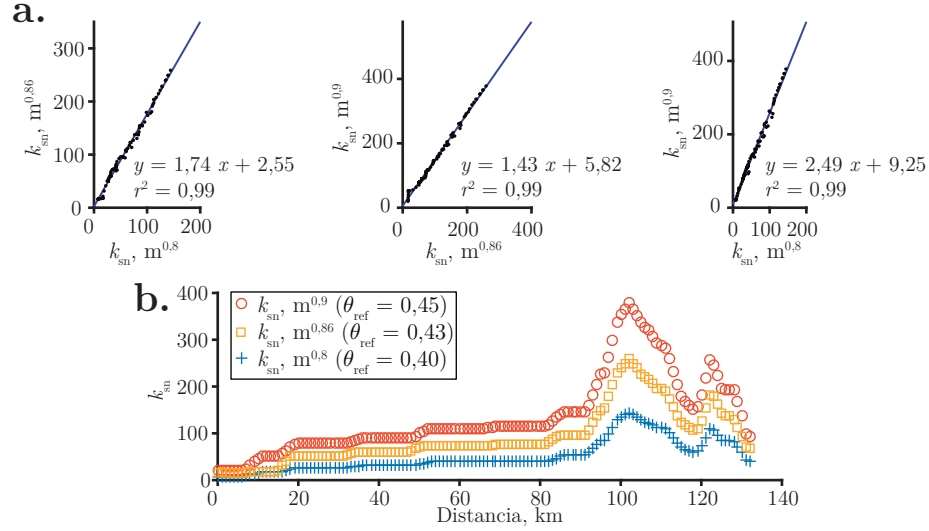 a.
300
200
100
0
0
100
200
k_sn, m^0,86
k_sn, m^0,8
y = 1,74 x + 2,55
r² = 0,99
400
200
0
0
200
400
k_sn, m^0,9
k_sn, m^0,86
y = 1,43 x + 5,82
r² = 0,99
400
200
0
0
100
200
k_sn, m^0,9
k_sn, m^0,8
y = 2,49 x + 9,25
r² = 0,99
b.
400
300
200
100
0
k_sn
k_sn, m^0,9 (θ_ref = 0,45)
k_sn, m^0,86 (θ_ref = 0,43)
k_sn, m^0,8 (θ_ref = 0,40)
0
20
40
60
80
100
120
140
Distancia, km